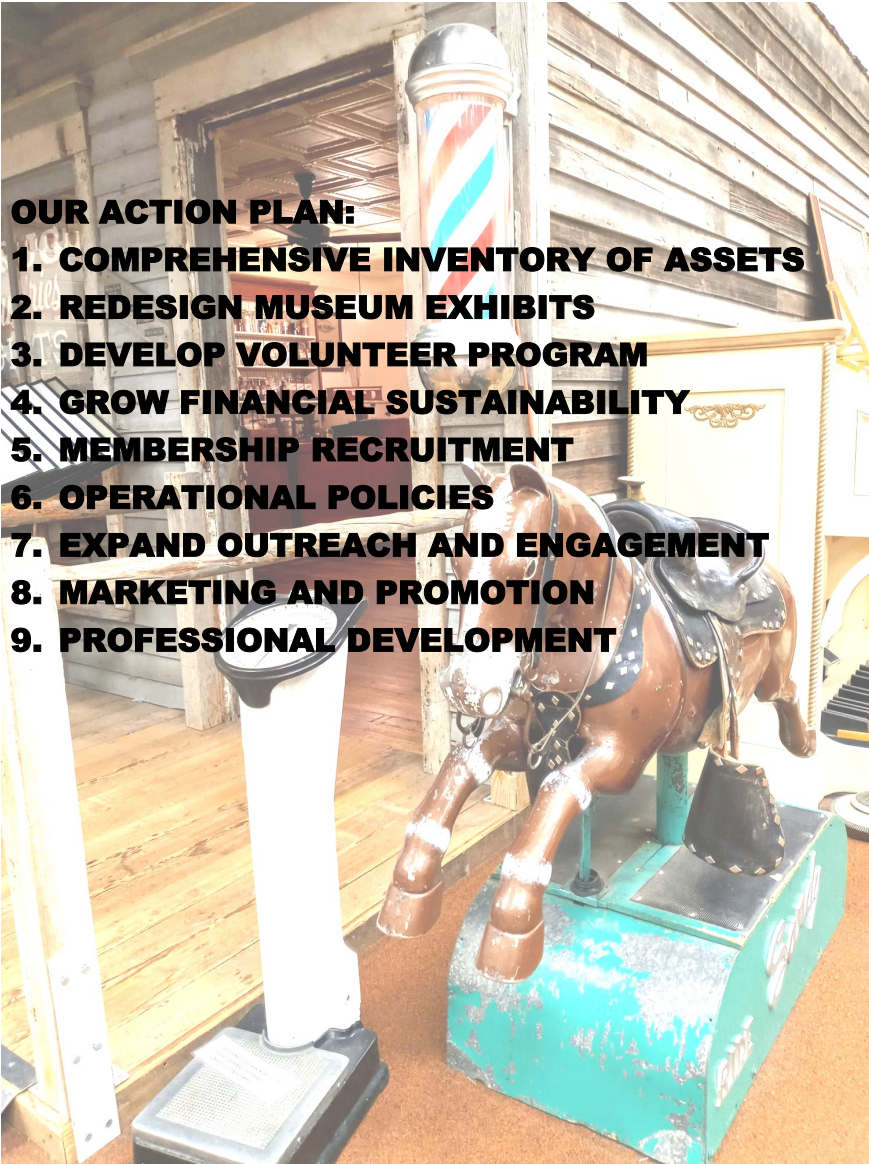 OUR ACTION PLAN:
1. COMPREHENSIVE INVENTORY OF ASSETS
2. REDESIGN MUSEUM EXHIBITS
3. DEVELOP VOLUNTEER PROGRAM
4. GROW FINANCIAL SUSTAINABILITY
5. MEMBERSHIP RECRUITMENT
6. OPERATIONAL POLICIES
7. EXPAND OUTREACH AND ENGAGEMENT
8. MARKETING AND PROMOTION
9. PROFESSIONAL DEVELOPMENT